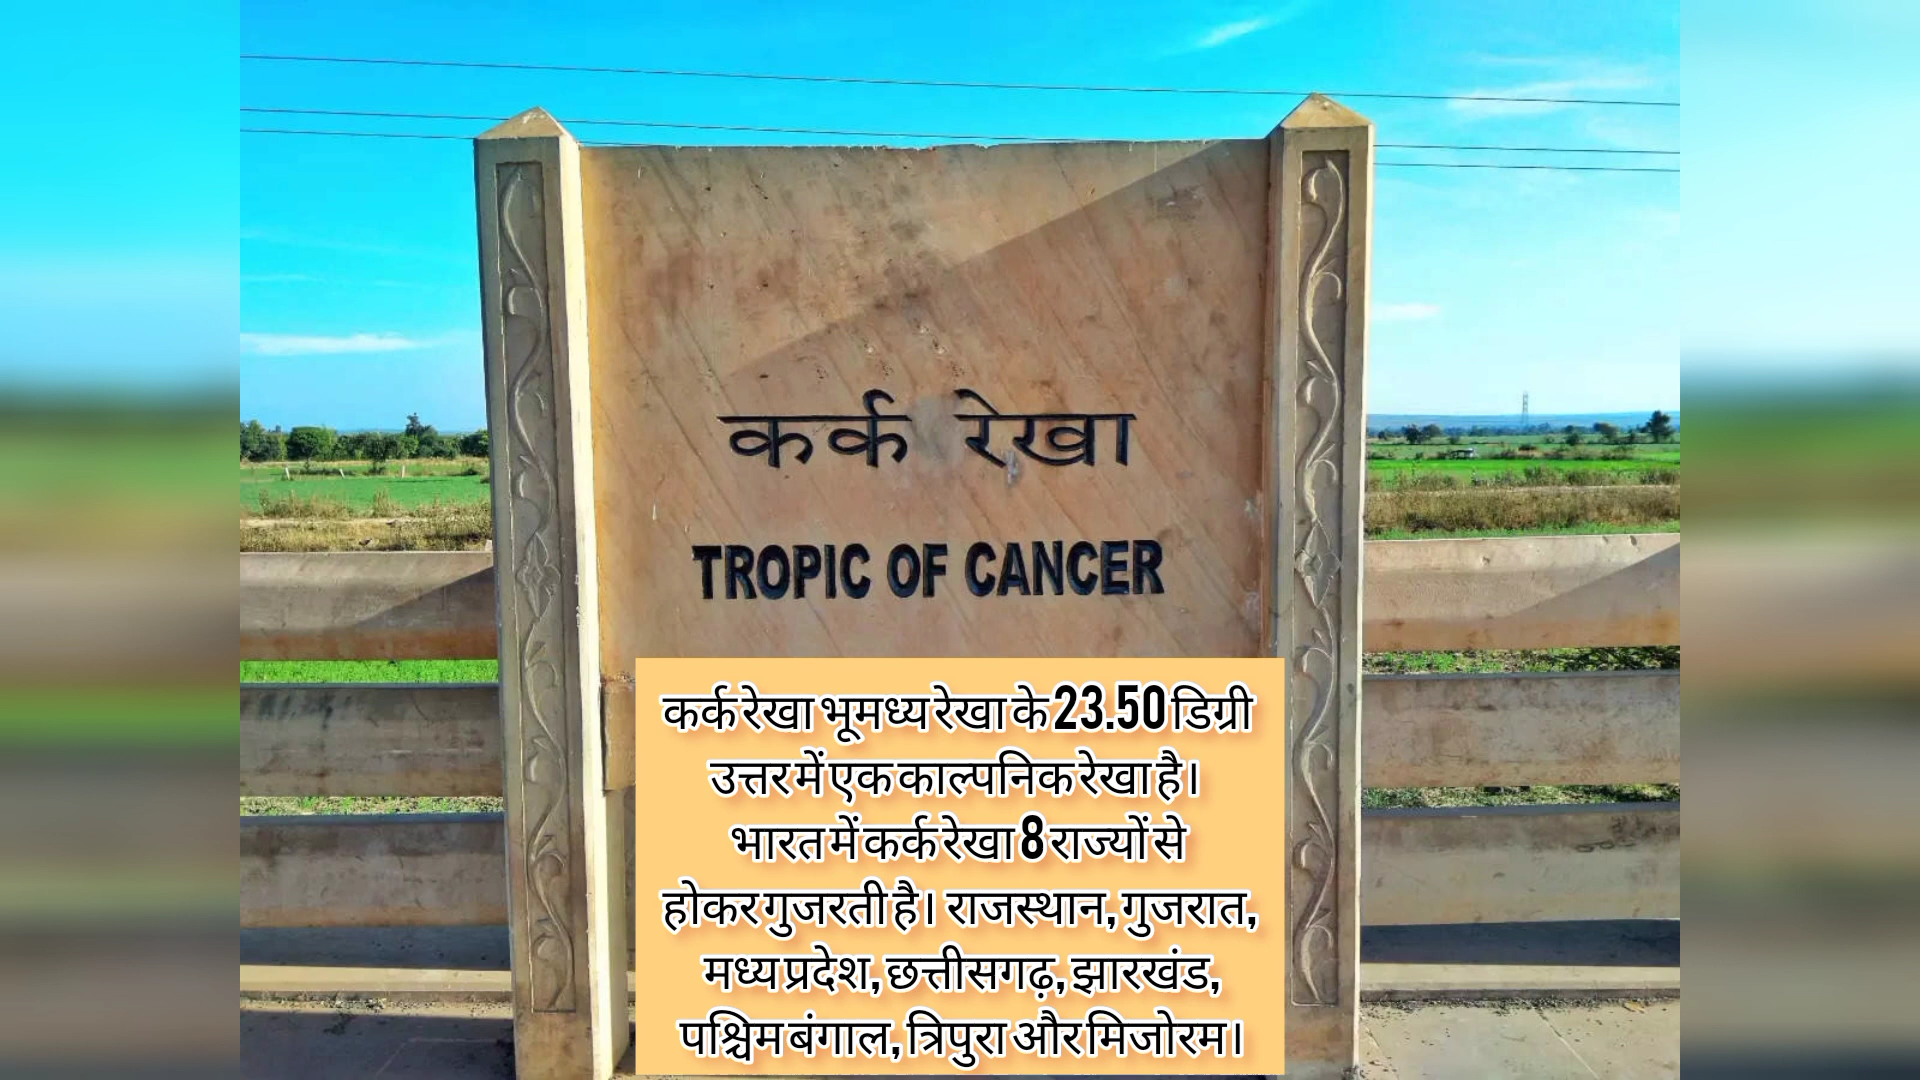 कर्क रेखा
TROPIC OF CANCER
कर्क रेखा भूमध्य रेखा के 23.50 डिग्री
उत्तर में एक काल्पनिक रेखा है।
भारत में कर्क रेखा 8 राज्यों से
होकर गुजरती है। राजस्थान, गुजरात,
मध्य प्रदेश, छत्तीसगढ़, झारखंड,
पश्चिम बंगाल, त्रिपुरा और मिजोरम।